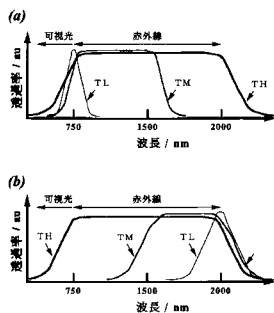 (a)
可視光 赤外線
透過率 / au
TL TM TH
750 1500 2000
波長 / nm
(b)
可視光 赤外線
透過率 / au
TH TM TL
750 1500 2000
波長 / nm